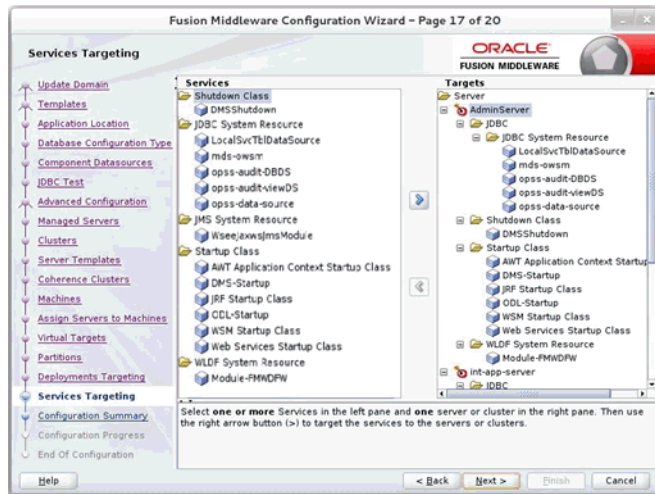 Fusion Middleware Configuration Wizard - Page 17 of 20
Services Targeting
ORACLE
FUSION MIDDLEWARE
Update Domain
Templates
Application Location
Database Configuration Type
Component Datasources
JDBC Test
Advanced Configuration
Managed Servers
Clusters
Server Templates
Coherence Clusters
Machines
Assign Servers to Machines
Virtual Targets
Partitions
Deployments Targeting
Services Targeting
Configuration Summary
Configuration Progress
End Of Configuration
Services
Shutdown Class
DMSShutdown
JDBC System Resource
LocalSvcTblDataSource
mds-owsm
opss-audit-DBDS
opss-audit-viewDS
opss-data-source
JMS System Resource
WseeJaxwsJmsModule
Startup Class
AWT Application Context Startup Class
DMS-Startup
JRF Startup Class
ODL-Startup
WSM Startup Class
Web Services Startup Class
WLDF System Resource
Module-FMWDFW
Targets
Server
AdminServer
JDBC
JDBC System Resource
LocalSvcTblDataSource
mds-owsm
opss-audit-DBDS
opss-audit-viewDS
opss-data-source
Shutdown Class
DMSShutdown
Startup Class
AWT Application Context Startup
DMS-Startup
JRF Startup Class
ODL-Startup
WSM Startup Class
Web Services Startup Class
WLDF System Resource
Module-FMWDFW
int-app-server
JDBC
Select one or more Services in the left pane and one server or cluster in the right pane. Then use
the right arrow button (>) to target the services to the servers or clusters.
Help
< Back
Next >
Finish
Cancel